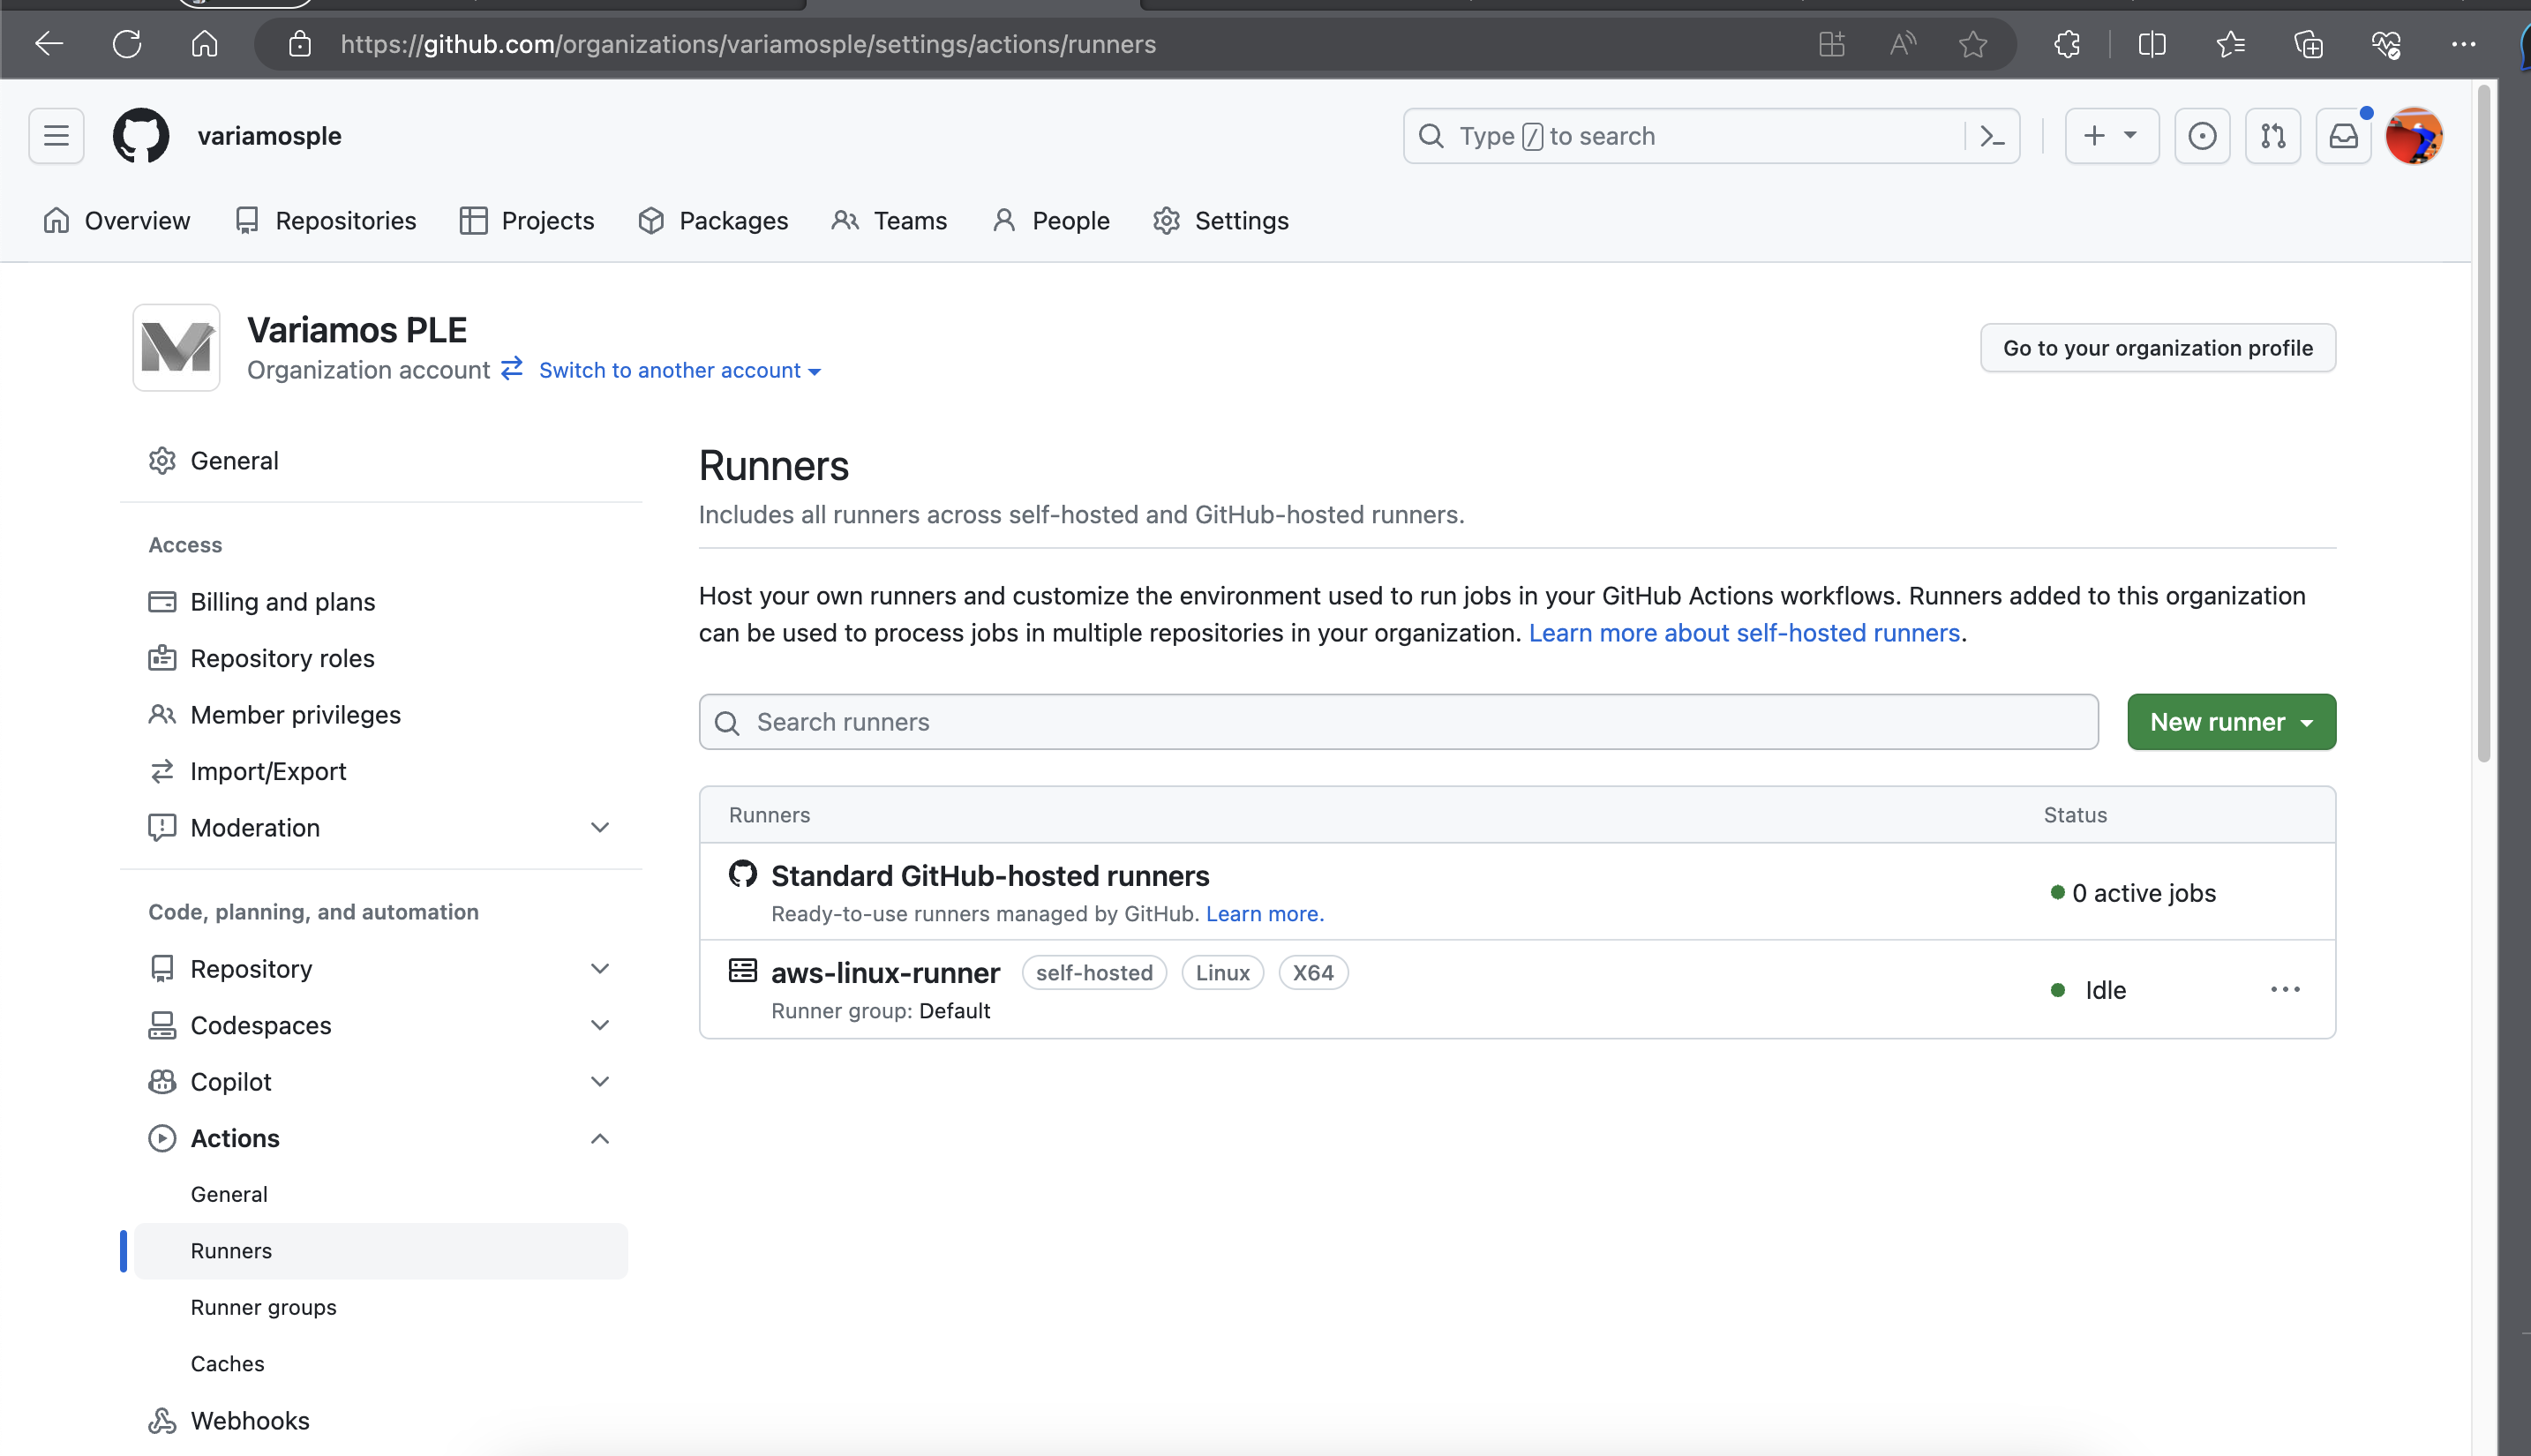 https://github.com/organizations/variamosple/settings/actions/runners
variamosple
Type / to search
Overview
Repositories
Projects
Packages
Teams
People
Settings
Variamos PLE
Organization account
Switch to another account
Go to your organization profile
General
Access
Billing and plans
Repository roles
Member privileges
Import/Export
Moderation
Code, planning, and automation
Repository
Codespaces
Copilot
Actions
General
Runners
Runner groups
Caches
Webhooks
Runners
Includes all runners across self-hosted and GitHub-hosted runners.
Host your own runners and customize the environment used to run jobs in your GitHub Actions workflows. Runners added to this organization
can be used to process jobs in multiple repositories in your organization. Learn more about self-hosted runners.
Search runners
New runner
Runners
Status
Standard GitHub-hosted runners
Ready-to-use runners managed by GitHub. Learn more.
0 active jobs
aws-linux-runner
self-hosted
Linux
X64
Runner group: Default
Idle